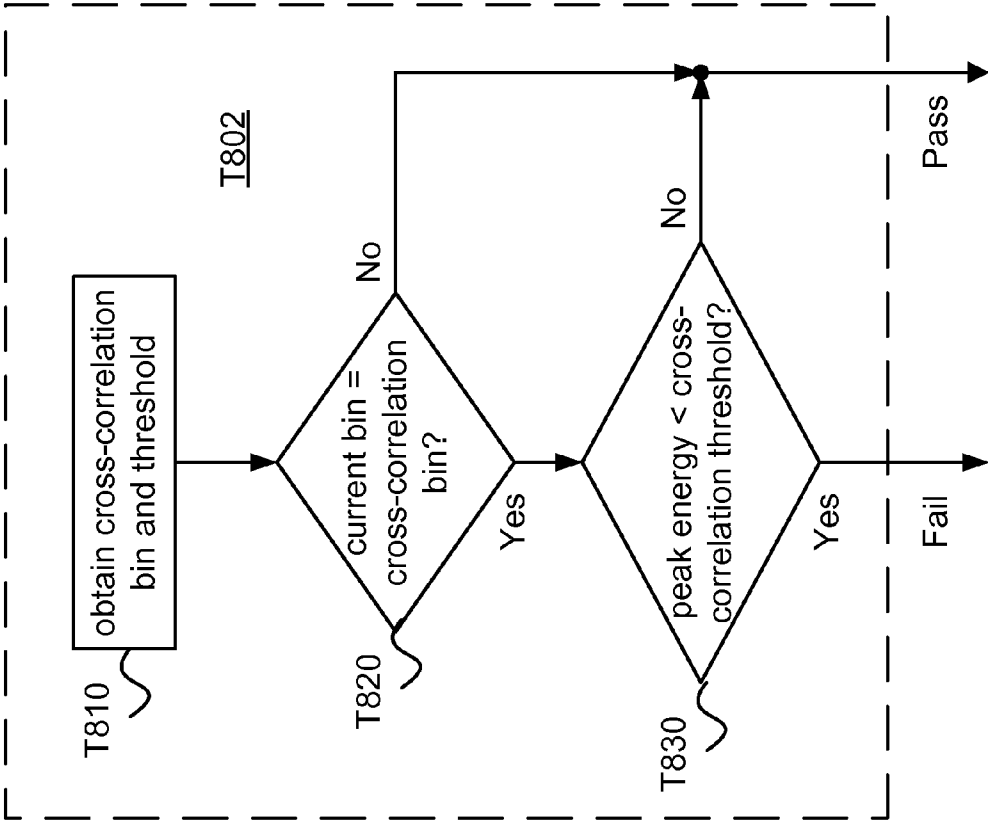 T802
T810
obtain cross-correlation
bin and threshold
T820
current bin =
cross-correlation
bin?
No
Yes
T830
peak energy < cross-
correlation threshold?
No
Yes
Fail
Pass